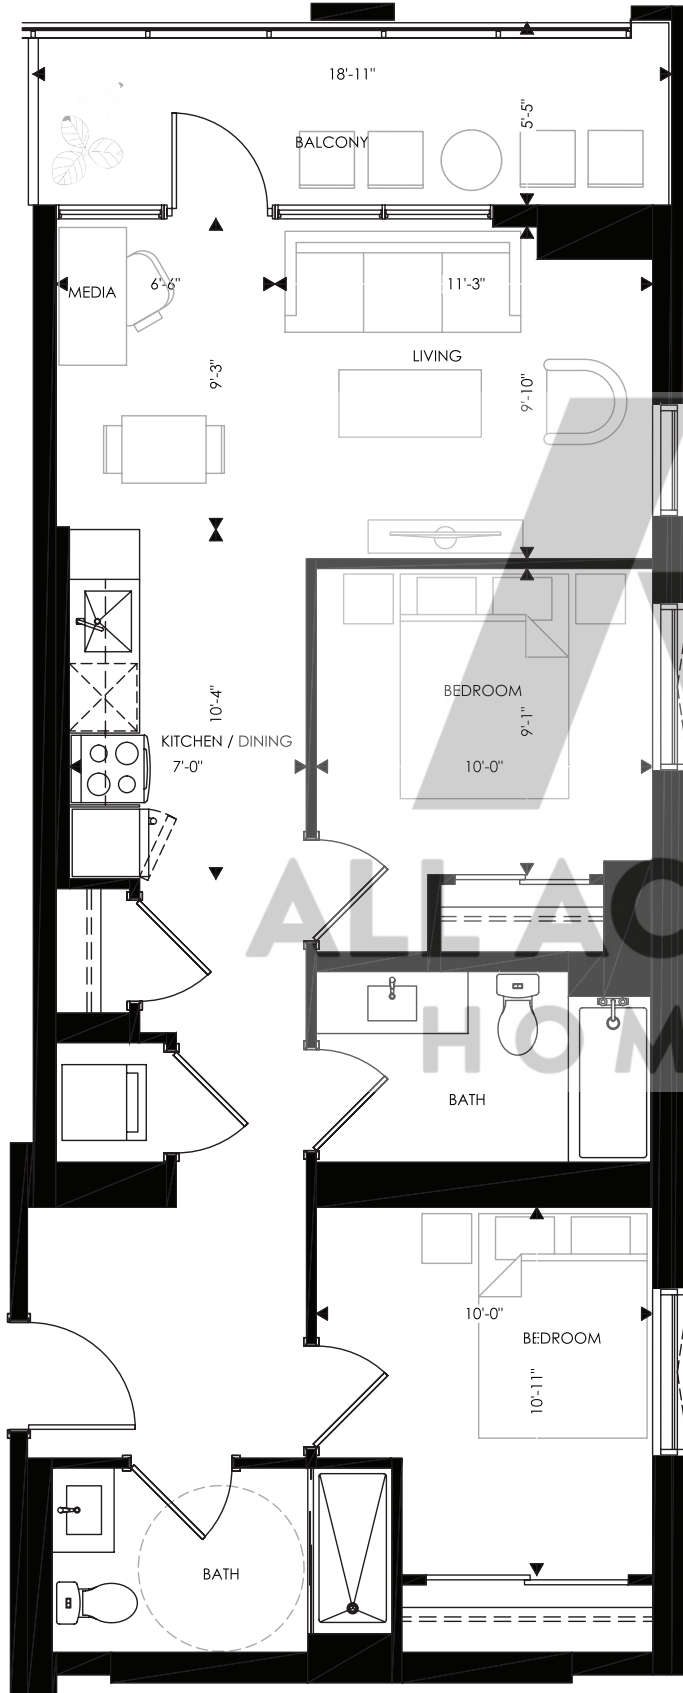 18'-11"
5'-5"
BALCONY
MEDIA
6'-6"
11'-3"
LIVING
9'-3"
9'-10"
BEDROOM
10'-4"
9'-1"
KITCHEN / DINING
7'-0"
10'-0"
ALL AC
HOM
BATH
10'-0"
BEDROOM
10'-11"
BATH